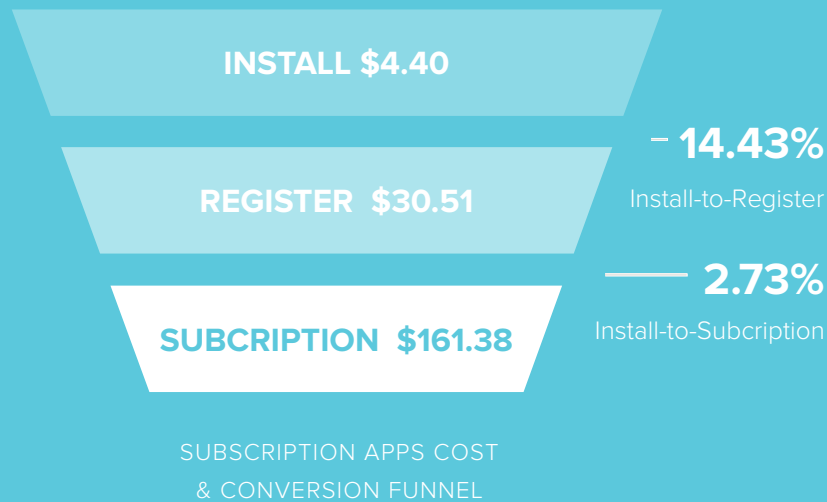 INSTALL $4.40
14.43%
Install-to-Register
REGISTER $30.51
2.73%
Install-to-Subcription
SUBCRIPTION $161.38
SUBSCRIPTION APPS COST
& CONVERSION FUNNEL